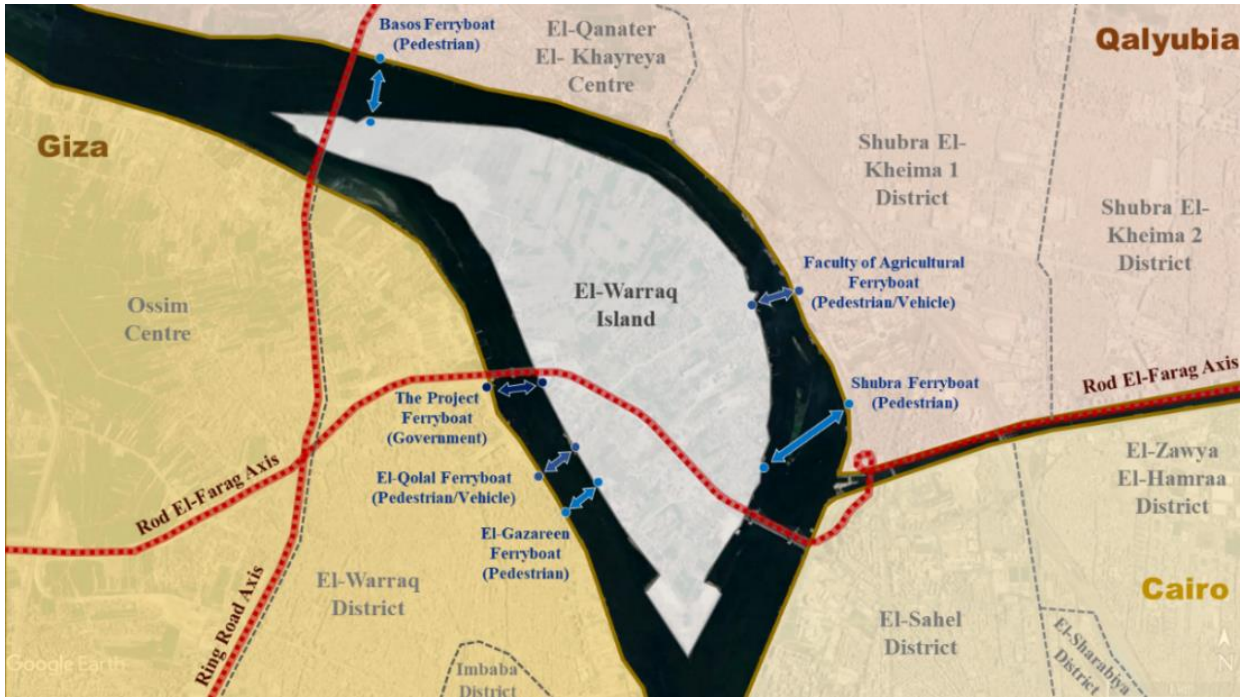 Basos Ferryboat
(Pedestrian)
El-Qanater
El- Khayreya
Centre
Qalyubia
Giza
Shubra El-
Kheima 1
District
Shubra El-
Kheima 2
District
Faculty of Agricultural
Ferryboat
(Pedestrian/Vehicle)
El-Warraq
Island
Ossim
Centre
Shubra Ferryboat
(Pedestrian)
Rod El-Farag Axis
The Project
Ferryboat
(Government)
El-Qolal Ferryboat
(Pedestrian/Vehicle)
Rod El-Farag Axis
El-Zawya
El-Hamraa
District
El-Gazareen
Ferryboat
(Pedestrian)
El-Warraq
District
Ring Road Axis
Cairo
El-Sahel
District
El-Sharabiya
District
Imbaba
District
Google Earth
N